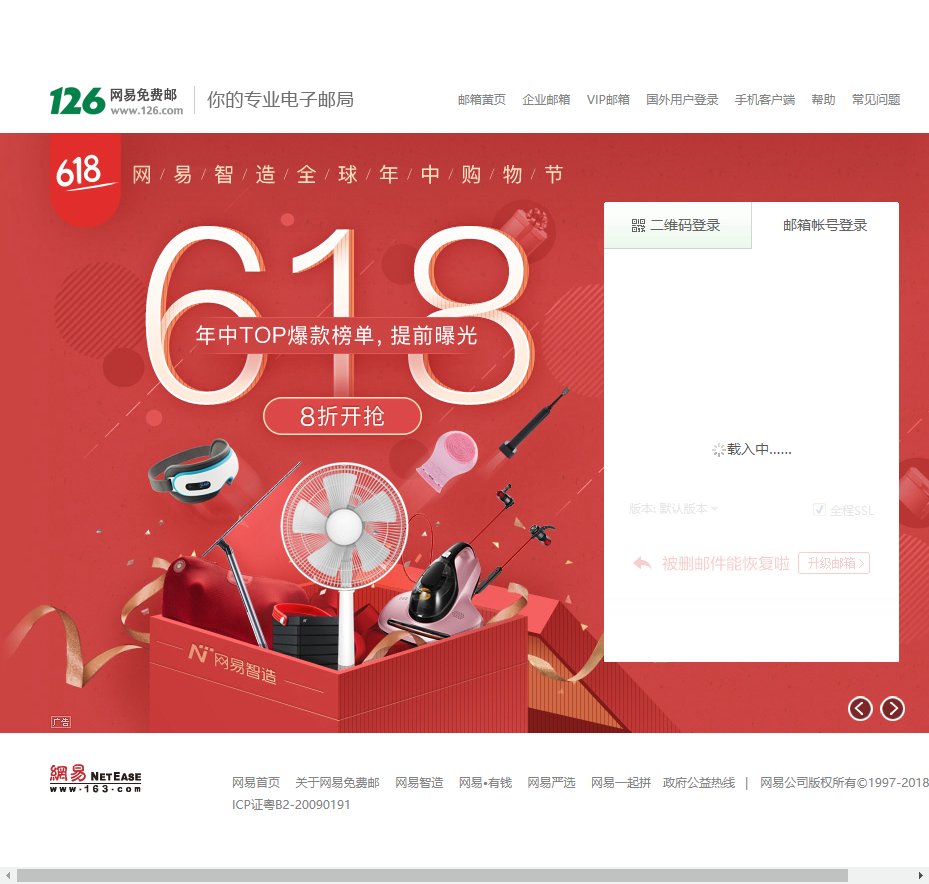 126 网易免费邮 www.126.com 你的专业电子邮局
邮箱黄页 企业邮箱 VIP邮箱 国外用户登录 手机客户端 帮助 常见问题
618 网/易/智/造/全/球/年/中/购/物/节
二维码登录 邮箱帐号登录
618
年中TOP爆款榜单, 提前曝光
8折开抢
载入中......
版本: 默认版本 全程SSL
被删邮件能恢复啦 升级邮箱
网易智造
广告
網易 NETEASE
www.163.com
网易首页 关于网易免费邮 网易智造 网易•有钱 网易严选 网易一起拼 政府公益热线 | 网易公司版权所有©1997-2018
ICP证粤B2-20090191